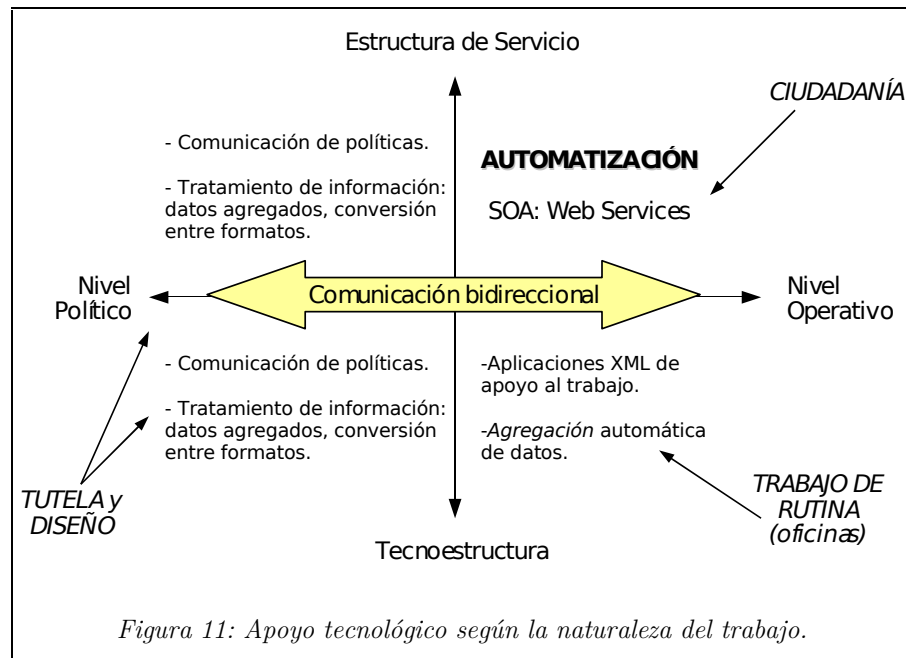 Estructura de Servicio
CIUDADANÍA
- Comunicación de políticas.
- Tratamiento de información:
datos agregados, conversión
entre formatos.
AUTOMATIZACIÓN
SOA: Web Services
Nivel
Político
Comunicación bidireccional
Nivel
Operativo
- Comunicación de políticas.
- Tratamiento de información:
datos agregados, conversión
entre formatos.
-Aplicaciones XML de
apoyo al trabajo.
-Agregación automática
de datos.
TUTELA y
DISEÑO
TRABAJO DE
RUTINA
(oficinas)
Tecnoestructura
Figura 11: Apoyo tecnológico según la naturaleza del trabajo.